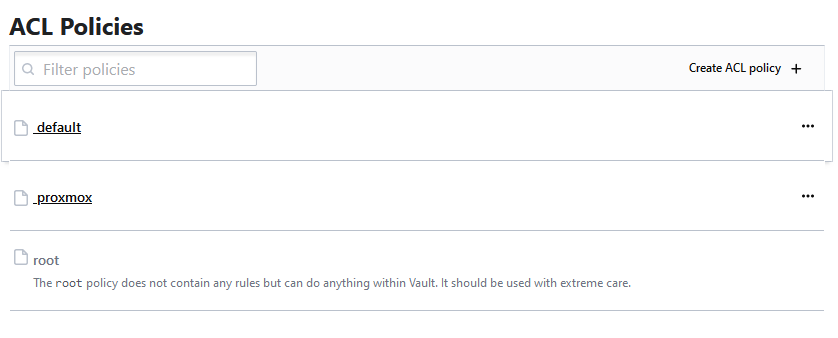 ACL Policies
Filter policies
Create ACL policy +
default
proxmox
root
The root policy does not contain any rules but can do anything within Vault. It should be used with extreme care.